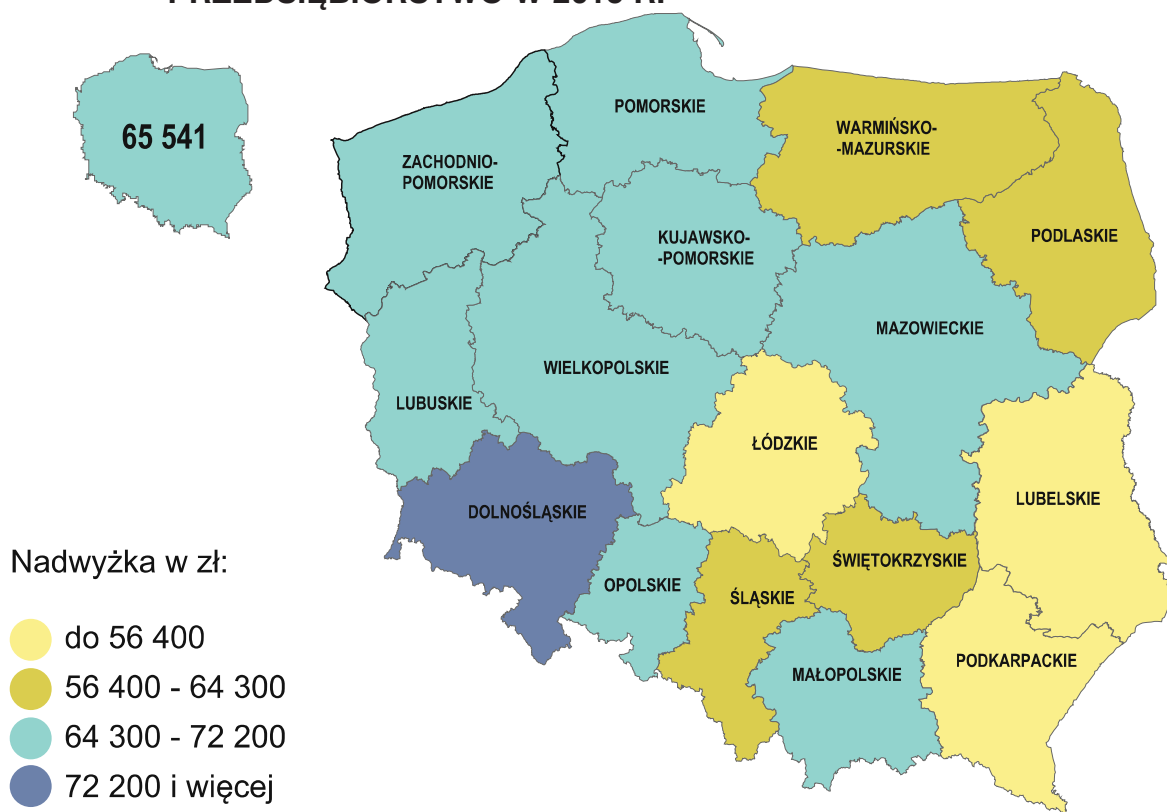 65 541
POMORSKIE
WARMIŃSKO-
-MAZURSKIE
ZACHODNIO-
POMORSKIE
PODLASKIE
KUJAWSKO-
-POMORSKIE
MAZOWIECKIE
WIELKOPOLSKIE
LUBUSKIE
ŁÓDZKIE
LUBELSKIE
DOLNOŚLĄSKIE
ŚWIĘTOKRZYSKIE
OPOLSKIE
ŚLĄSKIE
PODKARPACKIE
MAŁOPOLSKIE
Nadwyżka w zł:
do 56 400
56 400 - 64 300
64 300 - 72 200
72 200 i więcej